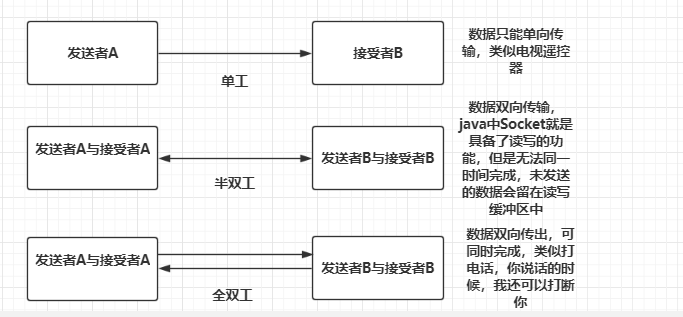 发送者A
接受者B
数据只能单向传
输，类似电视遥控
器
单工
发送者A与接受者A
发送者B与接受者B
数据双向传输，
java中Socket就是
具备了读写的功
能，但是无法同一
时间完成，未发送
的数据会留在读写
缓冲区中
半双工
发送者A与接受者A
发送者B与接受者B
数据双向传出，可
同时完成，类似打
电话，你说话的时
候，我还可以打断
你
全双工